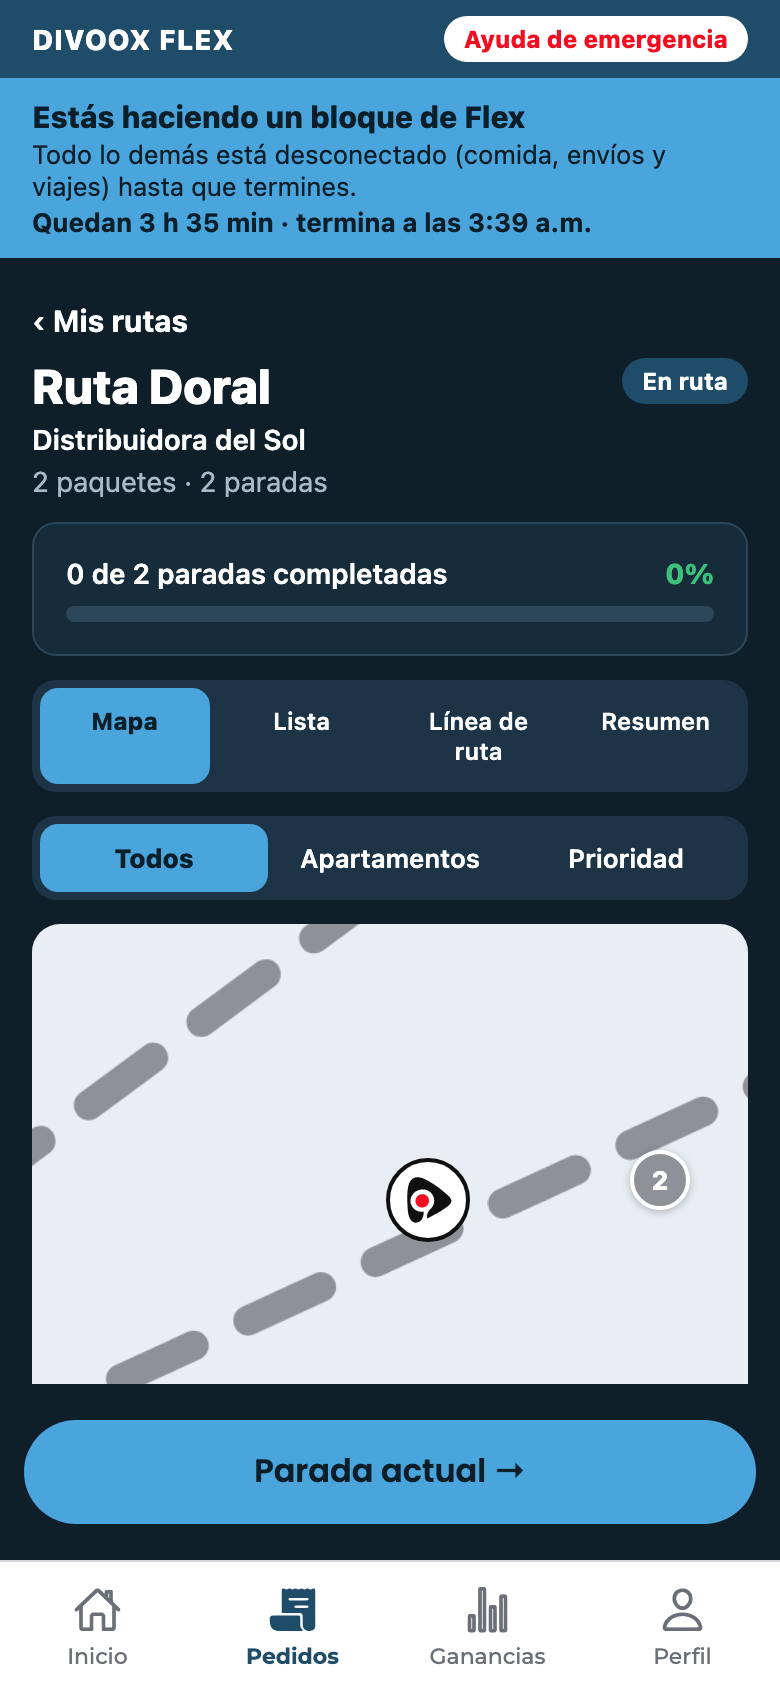 DIVOOX FLEX
Ayuda de emergencia
Estás haciendo un bloque de Flex
Todo lo demás está desconectado (comida, envíos y
viajes) hasta que termines.
Quedan 3 h 35 min · termina a las 3:39 a.m.
‹ Mis rutas
Ruta Doral
En ruta
Distribuidora del Sol
2 paquetes · 2 paradas
0 de 2 paradas completadas
0%
Mapa
Lista
Línea de
ruta
Resumen
Todos
Apartamentos
Prioridad
2
Parada actual →
Inicio
Pedidos
Ganancias
Perfil